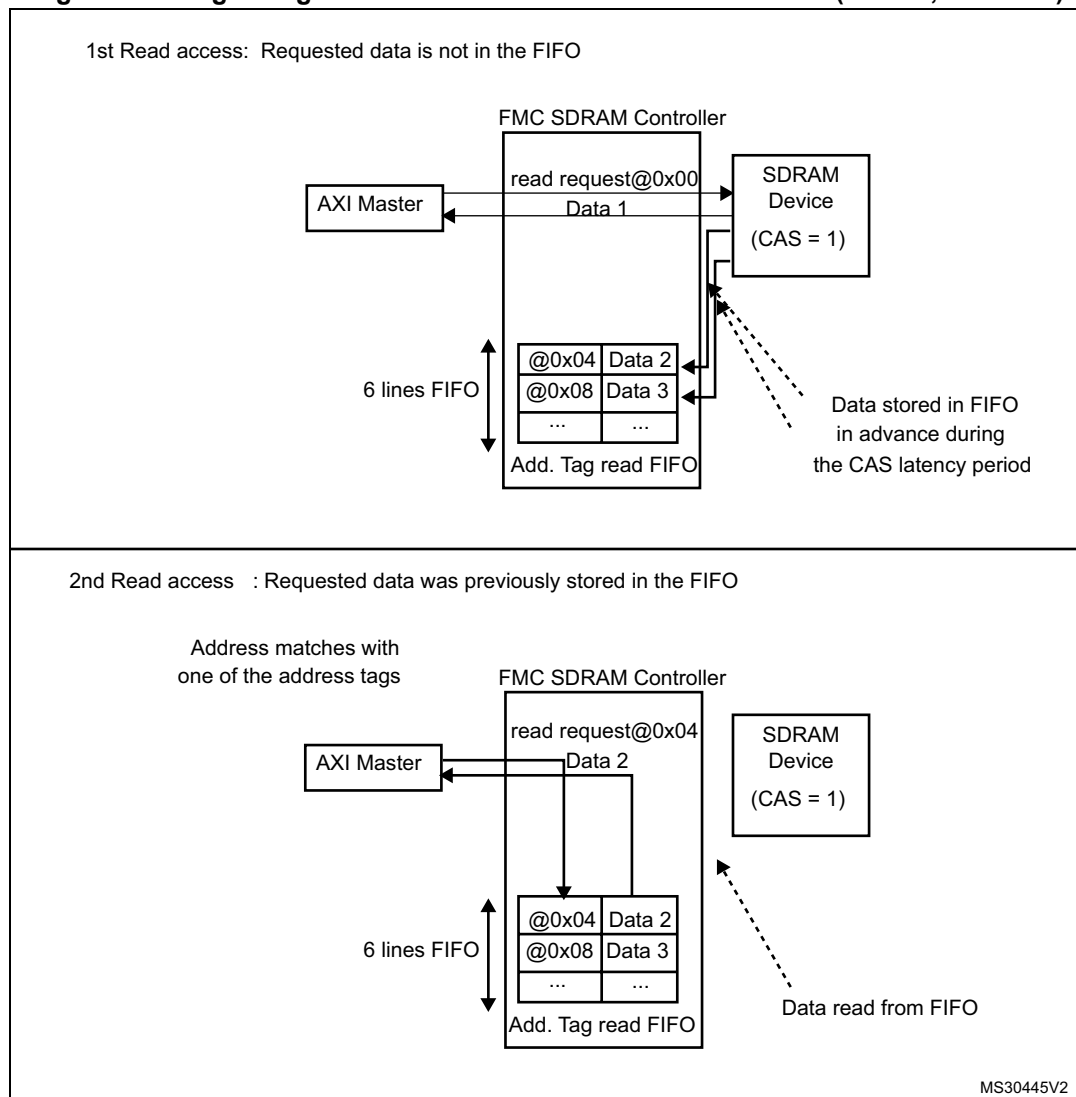 1st Read access: Requested data is not in the FIFO
FMC SDRAM Controller
read request@0x00
Data 1
AXI Master
SDRAM
Device
(CAS = 1)
@0x04 Data 2
@0x08 Data 3
... ...
6 lines FIFO
Add. Tag read FIFO
Data stored in FIFO
in advance during
the CAS latency period
2nd Read access : Requested data was previously stored in the FIFO
Address matches with
one of the address tags
FMC SDRAM Controller
read request@0x04
Data 2
AXI Master
SDRAM
Device
(CAS = 1)
@0x04 Data 2
@0x08 Data 3
... ...
6 lines FIFO
Add. Tag read FIFO
Data read from FIFO
MS30445V2